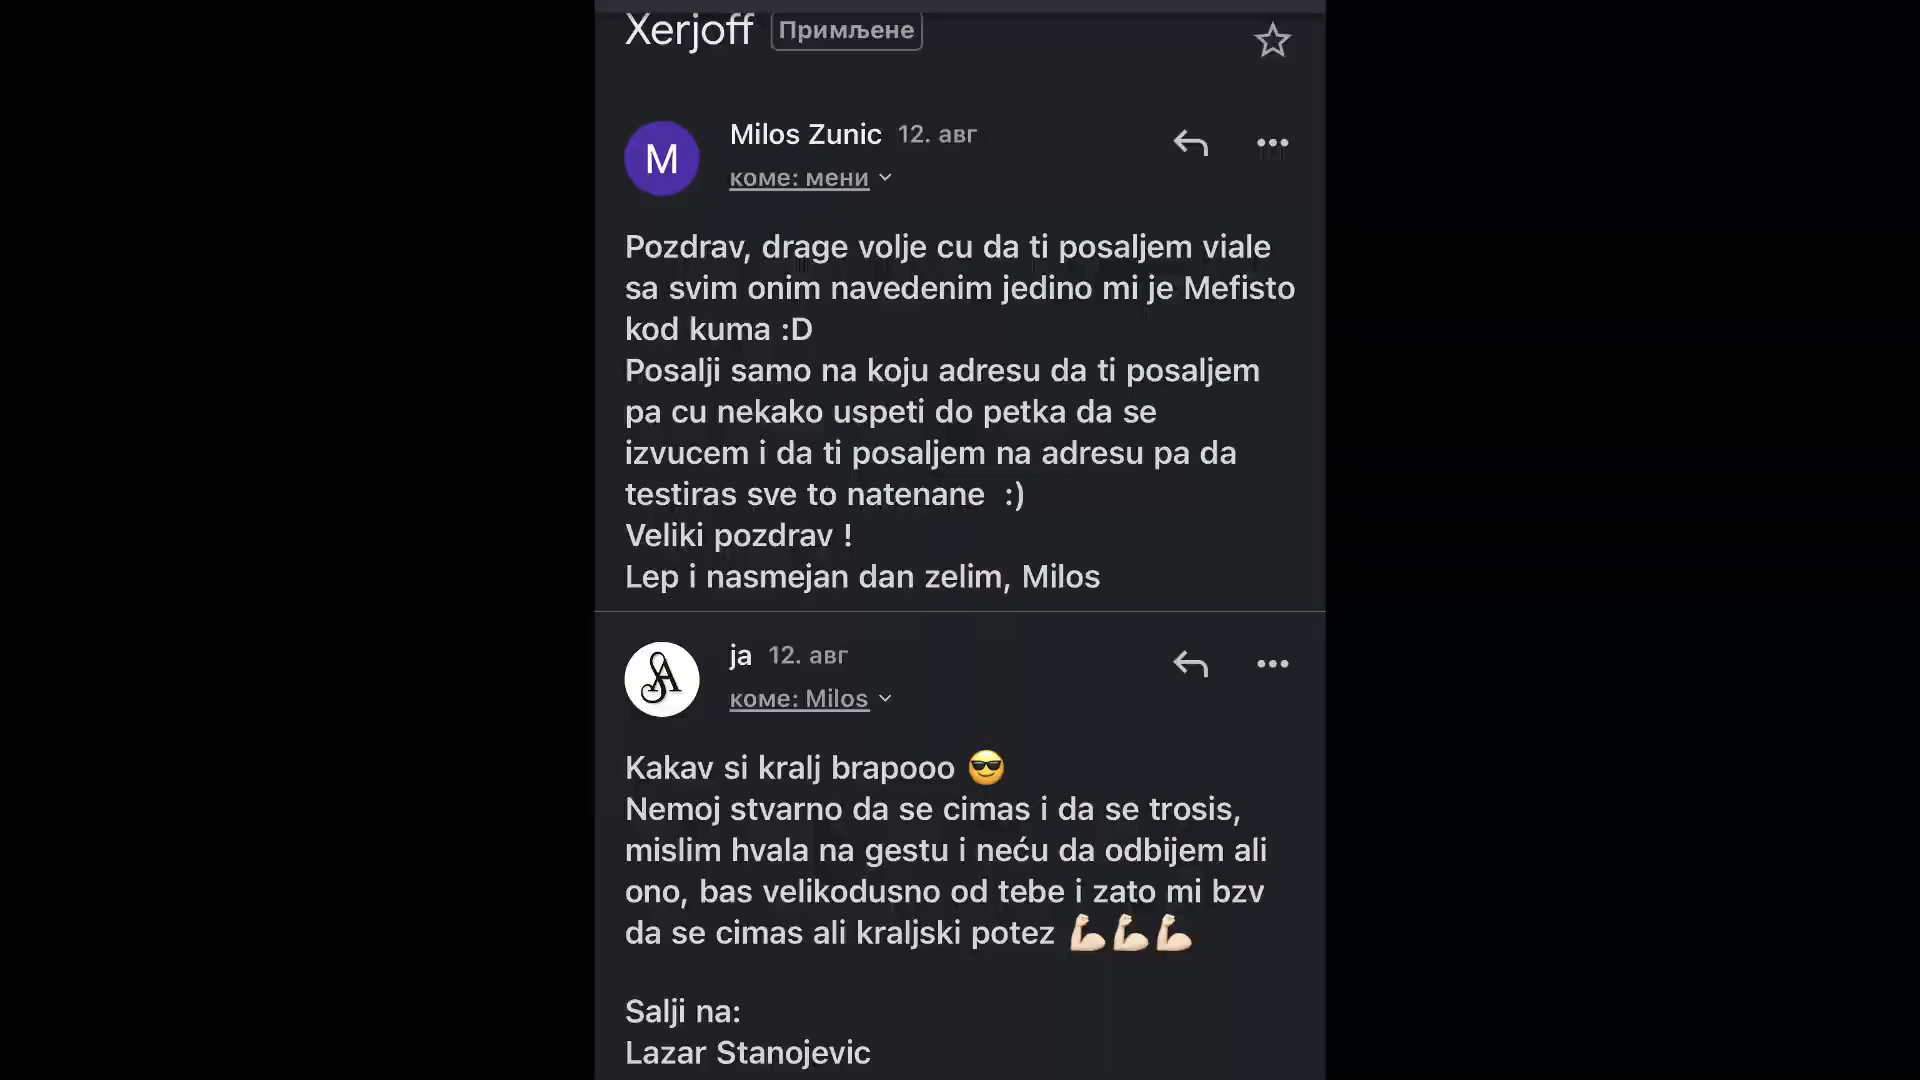 Xerjoff Примљене
M
Milos Zunic 12. авг
коме: мени
Pozdrav, drage volje cu da ti posaljem viale
sa svim onim navedenim jedino mi je Mefisto
kod kuma :D
Posalji samo na koju adresu da ti posaljem
pa cu nekako uspeti do petka da se
izvucem i da ti posaljem na adresu pa da
testiras sve to natenane :)
Veliki pozdrav !
Lep i nasmejan dan zelim, Milos
ja 12. авг
коме: Milos
Kakav si kralj brapooo 😎
Nemoj stvarno da se cimas i da se trosis,
mislim hvala na gestu i neću da odbijem ali
ono, bas velikodusno od tebe i zato mi bzv
da se cimas ali kraljski potez 💪🏻💪🏻💪🏻
Salji na:
Lazar Stanojevic